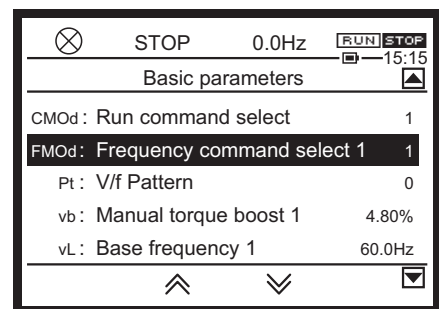 STOP 0.0Hz RUN STOP
15:15
Basic parameters
CMOd : Run command select 1
FMOd : Frequency command select 1 1
Pt : V/f Pattern 0
vb : Manual torque boost 1 4.80%
vL : Base frequency 1 60.0Hz